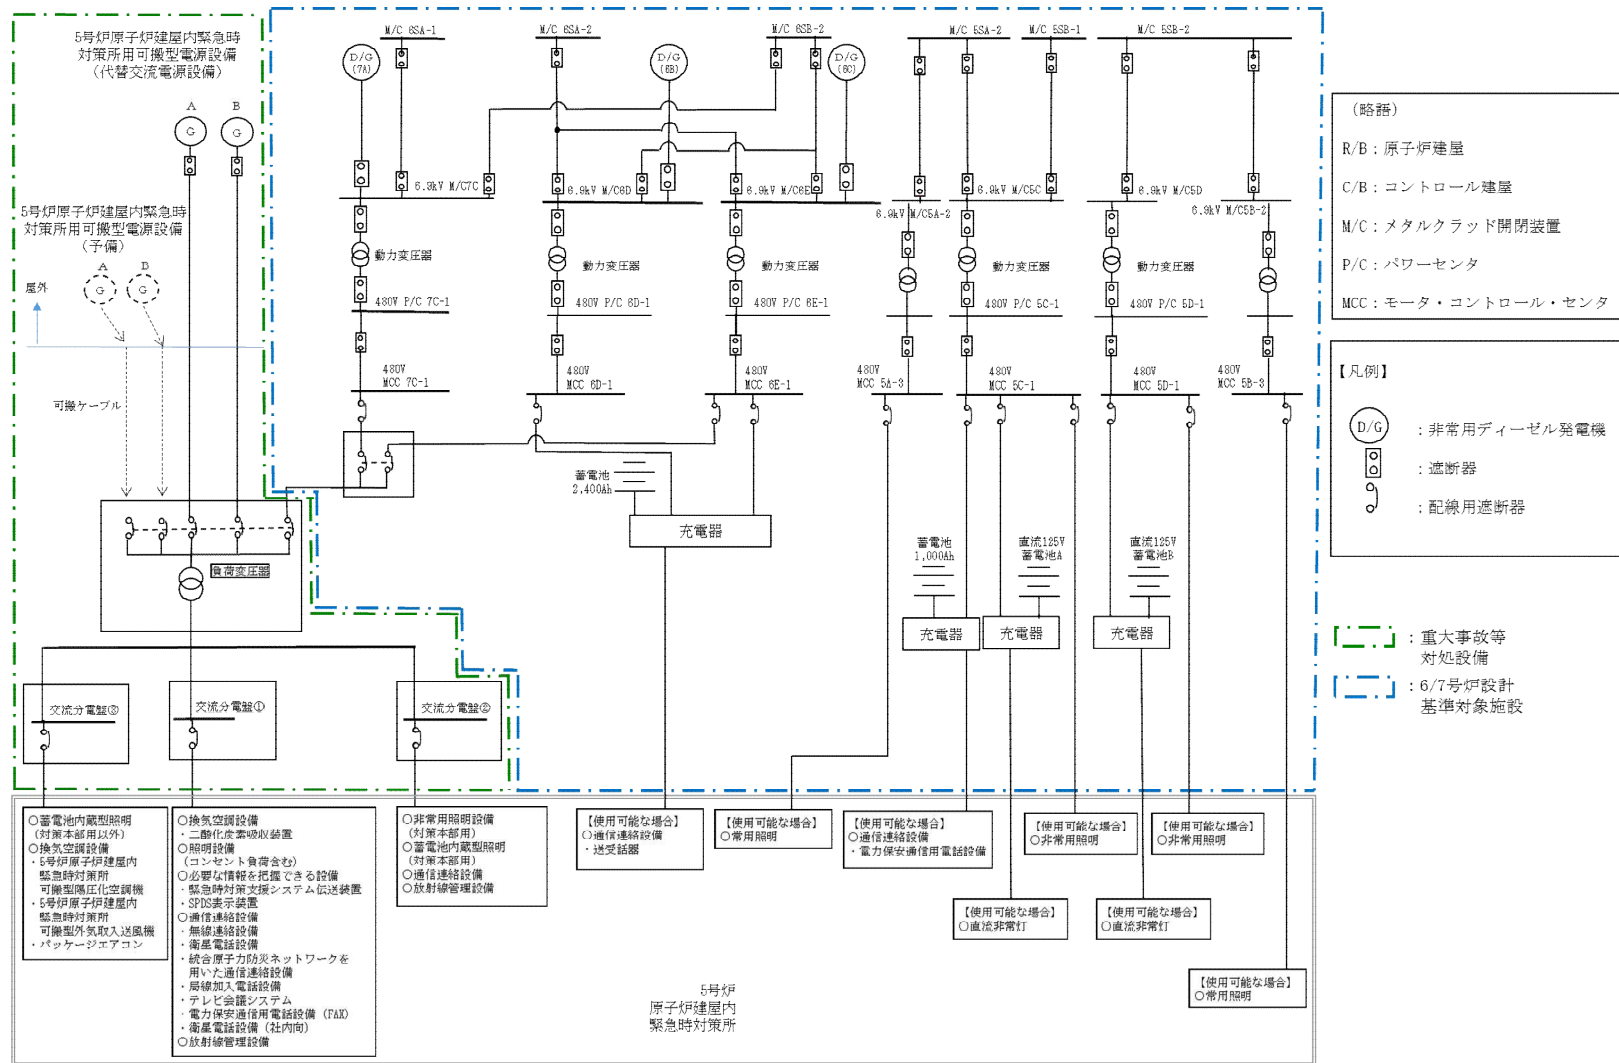 5号炉原子炉建屋内緊急時
対策所用可搬型電源設備
(代替交流電源設備)
A
B
G
G
5号炉原子炉建屋内緊急時
対策所用可搬型電源設備
(予備)
A
B
G
G
屋外
可搬ケーブル
負荷変圧器
交流分電盤③
交流分電盤①
交流分電盤②
M/C 6SA-1
M/C 6SA-2
M/C 6SB-2
M/C 5SA-2
M/C 5SB-1
M/C 5SB-2
D/G
(7A)
D/G
(6B)
D/G
(6C)
6.9kV M/C7C
6.9kV M/C6D
6.9kV M/C6E
6.9kV M/C5A-2
6.9kV M/C5C
6.9kV M/C5D
6.9kV M/C5B-2
動力変圧器
動力変圧器
動力変圧器
動力変圧器
動力変圧器
480V P/C 7C-1
480V P/C 6D-1
480V P/C 6E-1
480V P/C 5C-1
480V P/C 5D-1
480V
MCC 7C-1
480V
MCC 6D-1
480V
MCC 6E-1
480V
MCC 5A-3
480V
MCC 5C-1
480V
MCC 5D-1
480V
MCC 5B-3
蓄電池
2,400Ah
充電器
蓄電池
1,000Ah
充電器
直流125V
蓄電池A
充電器
直流125V
蓄電池B
充電器
(略語)
R/B:原子炉建屋
C/B:コントロール建屋
M/C:メタルクラッド開閉装置
P/C:パワーセンタ
MCC:モータ・コントロール・センタ
【凡例】
D/G
:非常用ディーゼル発電機
:遮断器
:配線用遮断器
:重大事故等
対処設備
:6/7号炉設計
基準対象施設
○蓄電池内蔵型照明
(対策本部用以外)
○換気空調設備
・5号炉原子炉建屋内
緊急時対策所
可搬型陽圧化空調機
・5号炉原子炉建屋内
緊急時対策所
可搬型外気取入送風機
・パッケージエアコン
○換気空調設備
・二酸化炭素吸収装置
○照明設備
(コンセント負荷含む)
○必要な情報を把握できる設備
・緊急時対策支援システム伝送装置
・SPDS表示装置
○通信連絡設備
・無線連絡設備
・衛星電話設備
・統合原子力防災ネットワークを
用いた通信連絡設備
・局線加入電話設備
・テレビ会議システム
・電力保安通信用電話設備(FAX)
・衛星電話設備(社内向)
○放射線管理設備
○非常用照明設備
(対策本部用)
○蓄電池内蔵型照明
(対策本部用)
○通信連絡設備
○放射線管理設備
【使用可能な場合】
○通信連絡設備
・送受話器
【使用可能な場合】
○常用照明
【使用可能な場合】
○通信連絡設備
・電力保安通信用電話設備
【使用可能な場合】
○非常用照明
【使用可能な場合】
○非常用照明
【使用可能な場合】
○直流非常灯
【使用可能な場合】
○直流非常灯
【使用可能な場合】
○常用照明
5号炉
原子炉建屋内
緊急時対策所